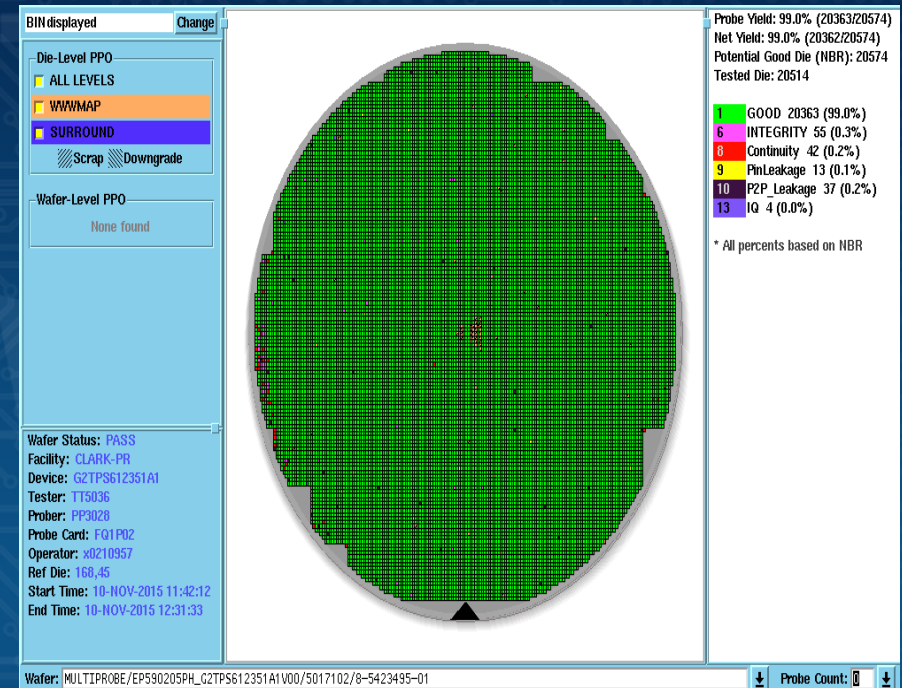 BIN displayed
Change
Die-Level PPO
ALL LEVELS
WWWMAP
SURROUND
Scrap Downgrade
Wafer-Level PPO
None found
Wafer Status: PASS
Facility: CLARK-PR
Device: G2TPS612351A1
Tester: TT5036
Prober: PP3028
Probe Card: FQ1P02
Operator: x0210957
Ref Die: 168,45
Start Time: 10-NOV-2015 11:42:12
End Time: 10-NOV-2015 12:31:33
Probe Yield: 99.0% (20363/20574)
Net Yield: 99.0% (20362/20574)
Potential Good Die (NBR): 20574
Tested Die: 20514
1 GOOD 20363 (99.0%)
6 INTEGRITY 55 (0.3%)
8 Continuity 42 (0.2%)
9 PinLeakage 13 (0.1%)
10 P2P_Leakage 37 (0.2%)
13 IQ 4 (0.0%)
* All percents based on NBR
Wafer: MULTIPROBE/EP590205PH_G2TPS612351A1V00/5017102/8-5423495-01
Probe Count: 0